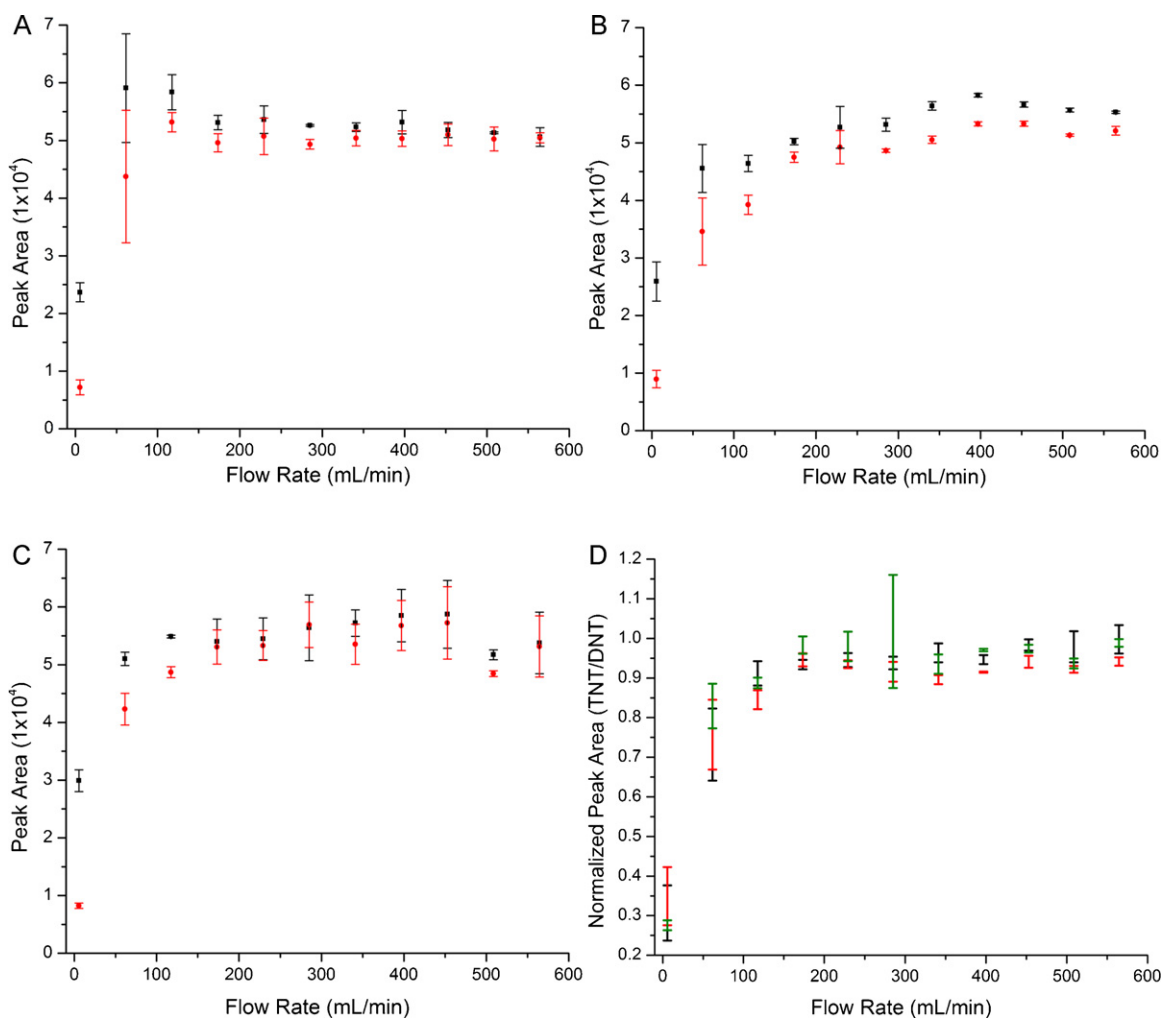 A
Peak Area (1x10⁴)
7
6
5
4
3
2
1
0
0 100 200 300 400 500 600
Flow Rate (mL/min)
B
Peak Area (1x10⁴)
7
6
5
4
3
2
1
0
0 100 200 300 400 500 600
Flow Rate (mL/min)
C
Peak Area (1x10⁴)
7
6
5
4
3
2
1
0
0 100 200 300 400 500 600
Flow Rate (mL/min)
D
Normalized Peak Area (TNT/DNT)
1.2
1.1
1.0
0.9
0.8
0.7
0.6
0.5
0.4
0.3
0.2
0 100 200 300 400 500 600
Flow Rate (mL/min)